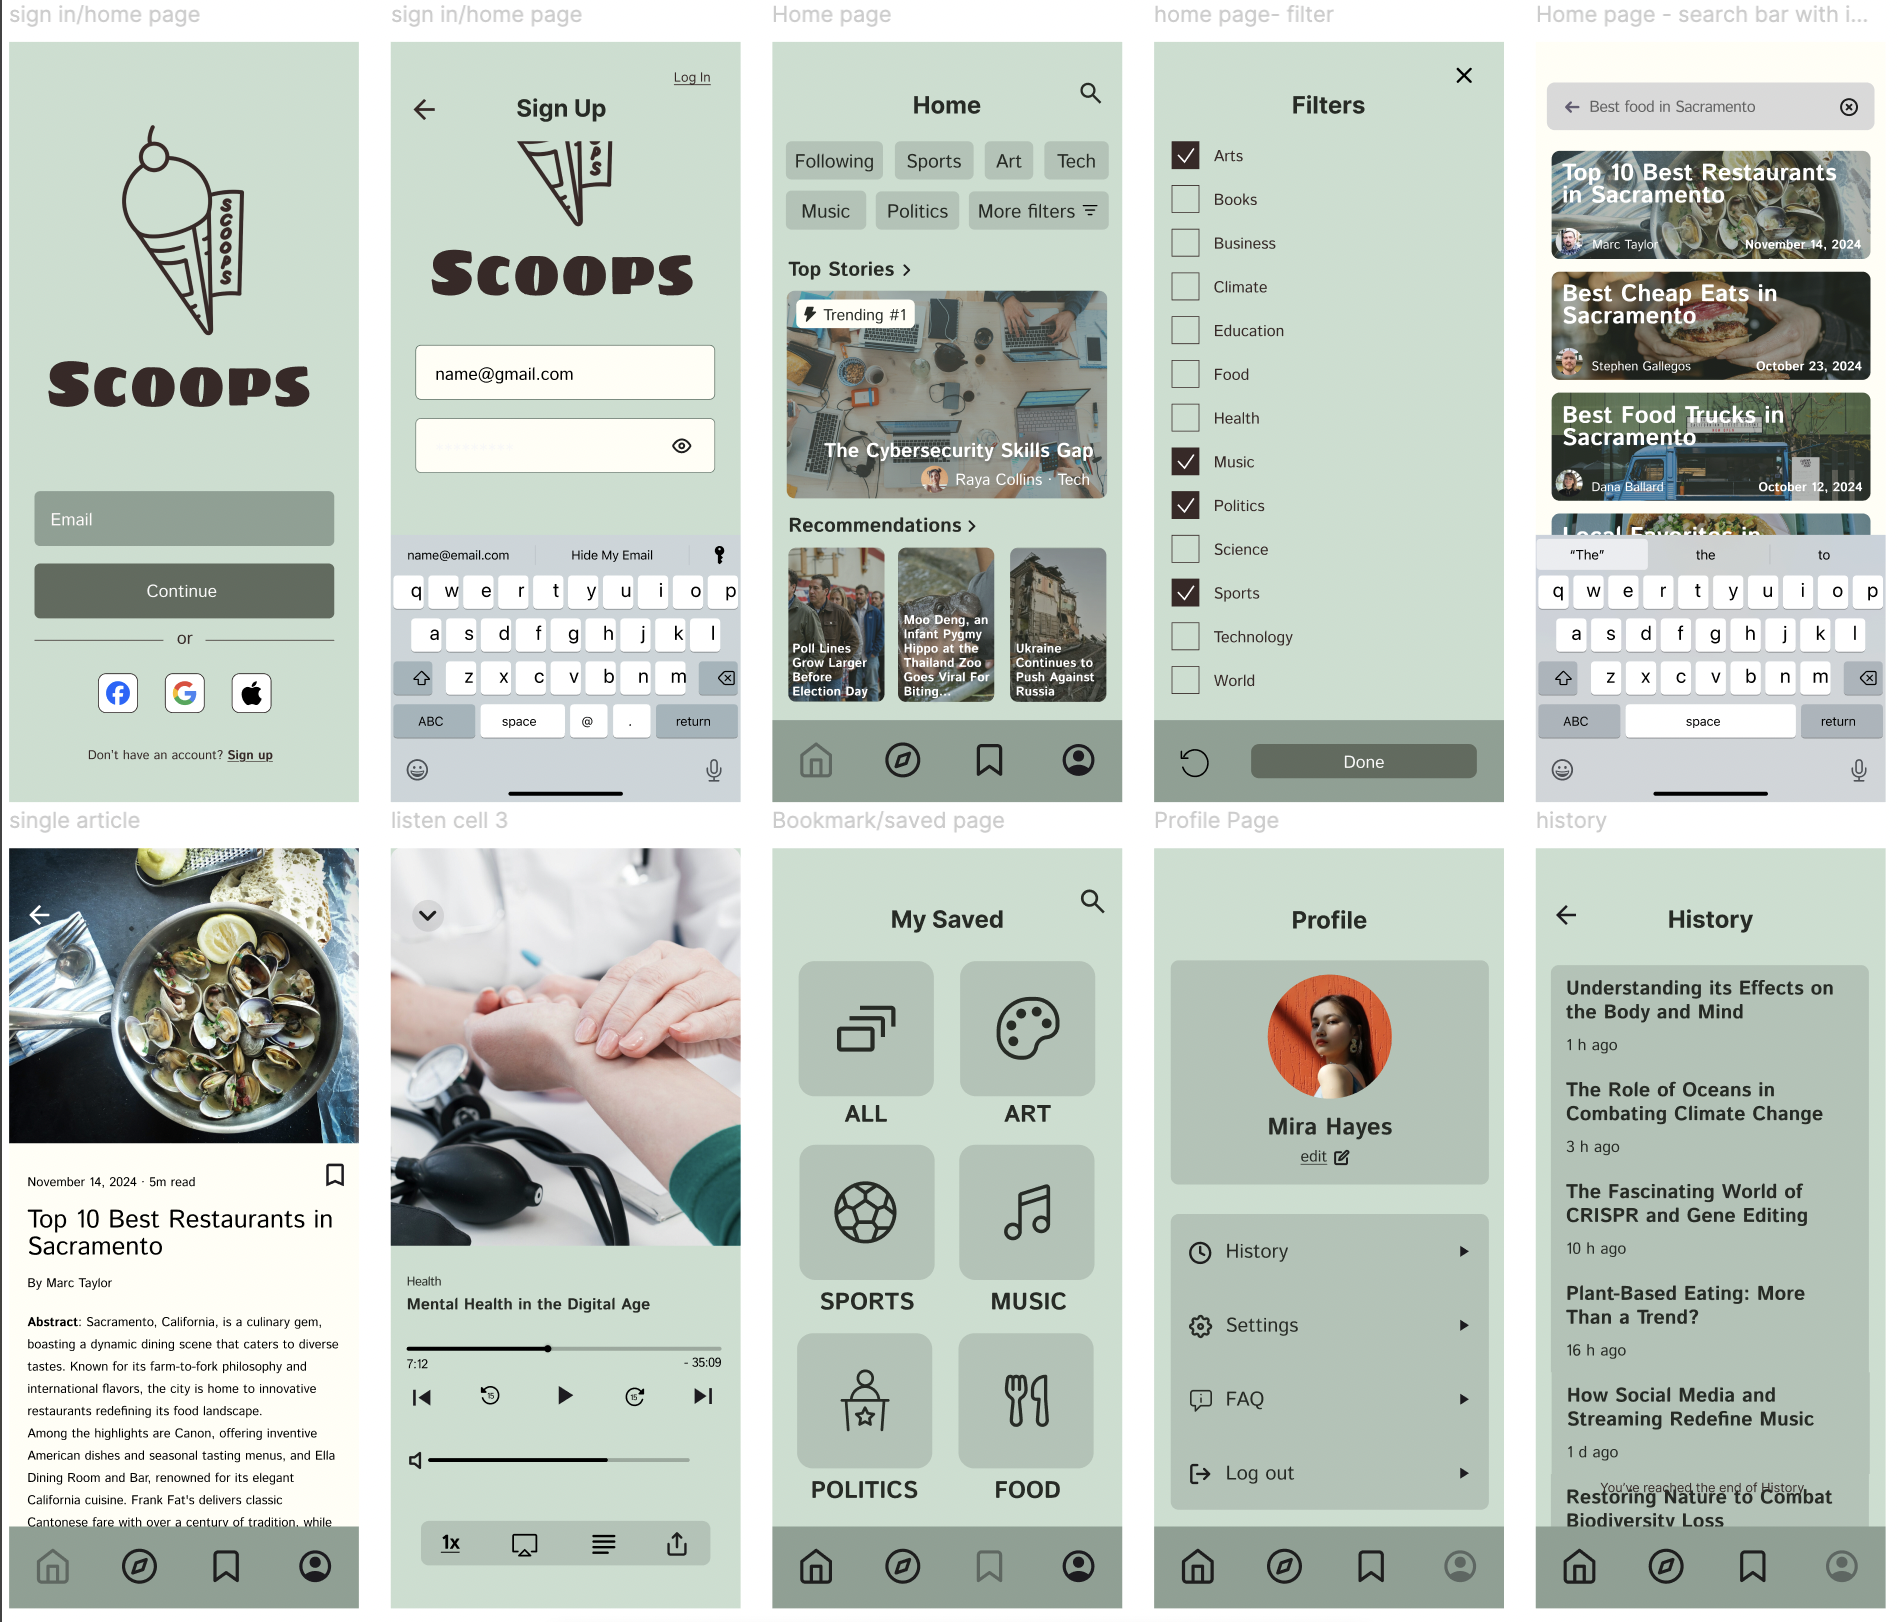 sign in/home page
SCOOPS
Scoops
Email
Continue
or
Don't have an account? Sign up
sign in/home page
Log In
Sign Up
PS
Scoops
name@gmail.com
name@email.com
Hide My Email
q w e r t y u i o p
a s d f g h j k l
z x c v b n m
ABC
space
@
.
return
Home page
Home
Following
Sports
Art
Tech
Music
Politics
More filters
Top Stories >
Trending #1
The Cybersecurity Skills Gap
Raya Collins · Tech
Recommendations >
Poll Lines
Grow Larger
Before
Election Day
Moo Deng, an
Infant Pygmy
Hippo at the
Thailand Zoo
Goes Viral For
Biting...
Ukraine
Continues to
Push Against
Russia
home page- filter
Filters
Arts
Books
Business
Climate
Education
Food
Health
Music
Politics
Science
Sports
Technology
World
Done
Home page - search bar with i...
Best food in Sacramento
Top 10 Best Restaurants
in Sacramento
Marc Taylor
November 14, 2024
Best Cheap Eats in
Sacramento
Stephen Gallegos
October 23, 2024
Best Food Trucks in
Sacramento
Dana Ballard
October 12, 2024
Local Favorites in
“The”
the
to
q w e r t y u i o p
a s d f g h j k l
z x c v b n m
ABC
space
return
single article
November 14, 2024 · 5m read
Top 10 Best Restaurants in
Sacramento
By Marc Taylor
Abstract: Sacramento, California, is a culinary gem,
boasting a dynamic dining scene that caters to diverse
tastes. Known for its farm-to-fork philosophy and
international flavors, the city is home to innovative
restaurants redefining its food landscape.
Among the highlights are Canon, offering inventive
American dishes and seasonal tasting menus, and Ella
Dining Room and Bar, renowned for its elegant
California cuisine. Frank Fat's delivers classic
Cantonese fare with over a century of tradition, while
listen cell 3
Health
Mental Health in the Digital Age
7:12
- 35:09
15
15
1x
Bookmark/saved page
My Saved
ALL
ART
SPORTS
MUSIC
POLITICS
FOOD
Profile Page
Profile
Mira Hayes
edit
History
Settings
FAQ
Log out
history
History
Understanding its Effects on
the Body and Mind
1 h ago
The Role of Oceans in
Combating Climate Change
3 h ago
The Fascinating World of
CRISPR and Gene Editing
10 h ago
Plant-Based Eating: More
Than a Trend?
16 h ago
How Social Media and
Streaming Redefine Music
1 d ago
You've reached the end of History.
Restoring Nature to Combat
Biodiversity Loss